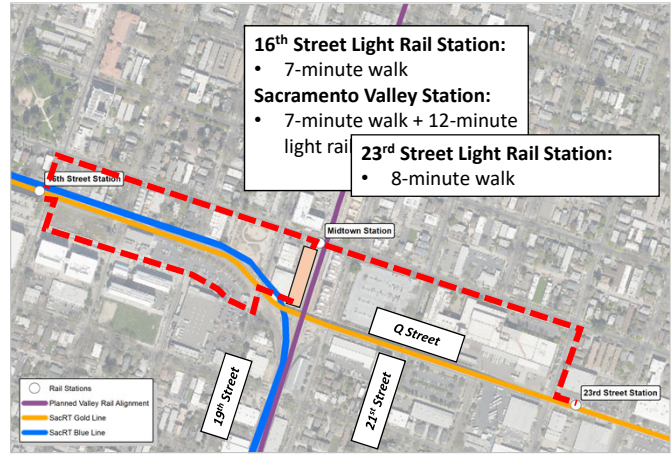 16th Street Light Rail Station:
• 7-minute walk
Sacramento Valley Station:
• 7-minute walk + 12-minute
light rail
23rd Street Light Rail Station:
• 8-minute walk
16th Street Station
Midtown Station
Q Street
19th Street
21st Street
23rd Street Station
Rail Stations
Planned Valley Rail Alignment
SacRT Gold Line
SacRT Blue Line